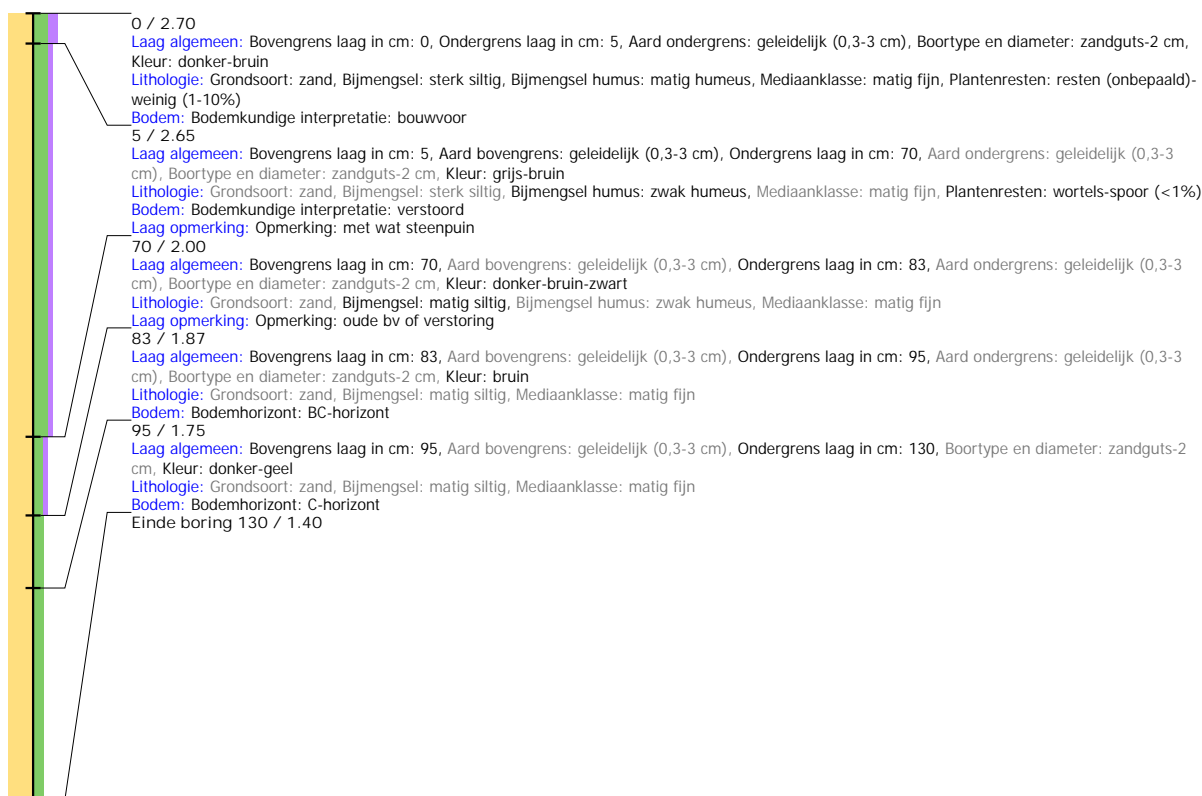 0 / 2.70
Laag algemeen: Bovengrens laag in cm: 0, Ondergrens laag in cm: 5, Aard ondergrens: geleidelijk (0,3-3 cm), Boortype en diameter: zandguts-2 cm,
Kleur: donker-bruin
Lithologie: Grondsoort: zand, Bijmengsel: sterk siltig, Bijmengsel humus: matig humeus, Mediaanklasse: matig fijn, Plantenresten: resten (onbepaald)-
weinig (1-10%)
Bodem: Bodemkundige interpretatie: bouwvoor
5 / 2.65
Laag algemeen: Bovengrens laag in cm: 5, Aard bovengrens: geleidelijk (0,3-3 cm), Ondergrens laag in cm: 70, Aard ondergrens: geleidelijk (0,3-3
cm), Boortype en diameter: zandguts-2 cm, Kleur: grijs-bruin
Lithologie: Grondsoort: zand, Bijmengsel: sterk siltig, Bijmengsel humus: zwak humeus, Mediaanklasse: matig fijn, Plantenresten: wortels-spoor (<1%)
Bodem: Bodemkundige interpretatie: verstoord
Laag opmerking: Opmerking: met wat steenpuin
70 / 2.00
Laag algemeen: Bovengrens laag in cm: 70, Aard bovengrens: geleidelijk (0,3-3 cm), Ondergrens laag in cm: 83, Aard ondergrens: geleidelijk (0,3-3
cm), Boortype en diameter: zandguts-2 cm, Kleur: donker-bruin-zwart
Lithologie: Grondsoort: zand, Bijmengsel: matig siltig, Bijmengsel humus: zwak humeus, Mediaanklasse: matig fijn
Laag opmerking: Opmerking: oude bv of verstoring
83 / 1.87
Laag algemeen: Bovengrens laag in cm: 83, Aard bovengrens: geleidelijk (0,3-3 cm), Ondergrens laag in cm: 95, Aard ondergrens: geleidelijk (0,3-3
cm), Boortype en diameter: zandguts-2 cm, Kleur: bruin
Lithologie: Grondsoort: zand, Bijmengsel: matig siltig, Mediaanklasse: matig fijn
Bodem: Bodemhorizont: BC-horizont
95 / 1.75
Laag algemeen: Bovengrens laag in cm: 95, Aard bovengrens: geleidelijk (0,3-3 cm), Ondergrens laag in cm: 130, Boortype en diameter: zandguts-2
cm, Kleur: donker-geel
Lithologie: Grondsoort: zand, Bijmengsel: matig siltig, Mediaanklasse: matig fijn
Bodem: Bodemhorizont: C-horizont
Einde boring 130 / 1.40